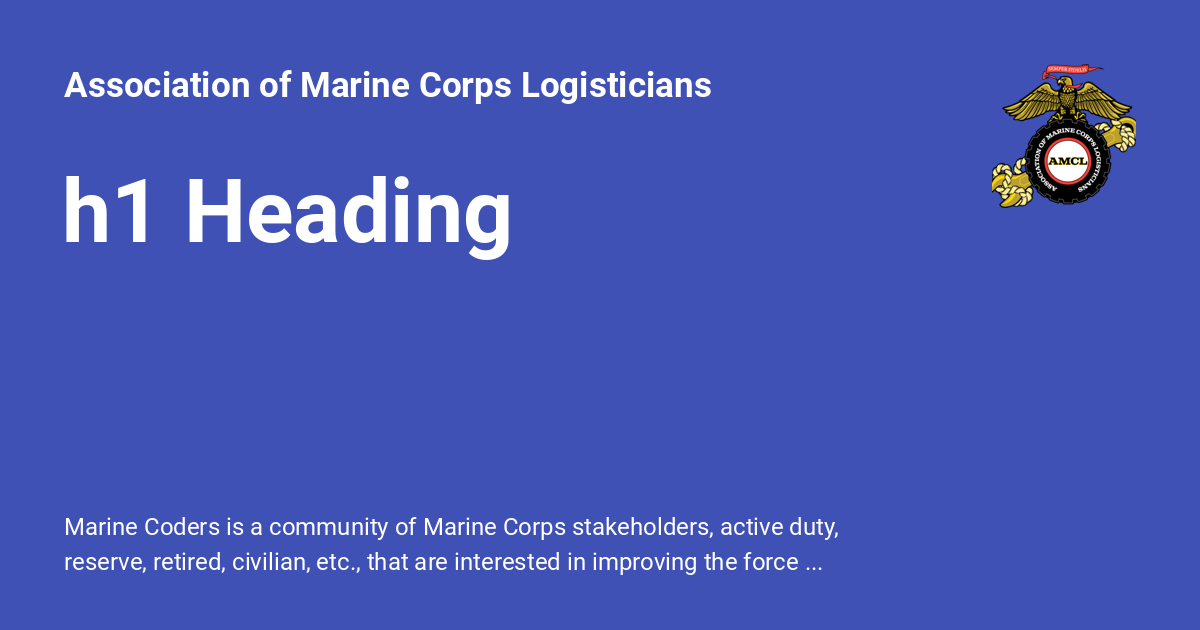 Association of Marine Corps Logisticians
SEMPER FIDELIS
ASSOCIATION OF MARINE CORPS LOGISTICIANS
AMCL
h1 Heading
Marine Coders is a community of Marine Corps stakeholders, active duty,
reserve, retired, civilian, etc., that are interested in improving the force ...